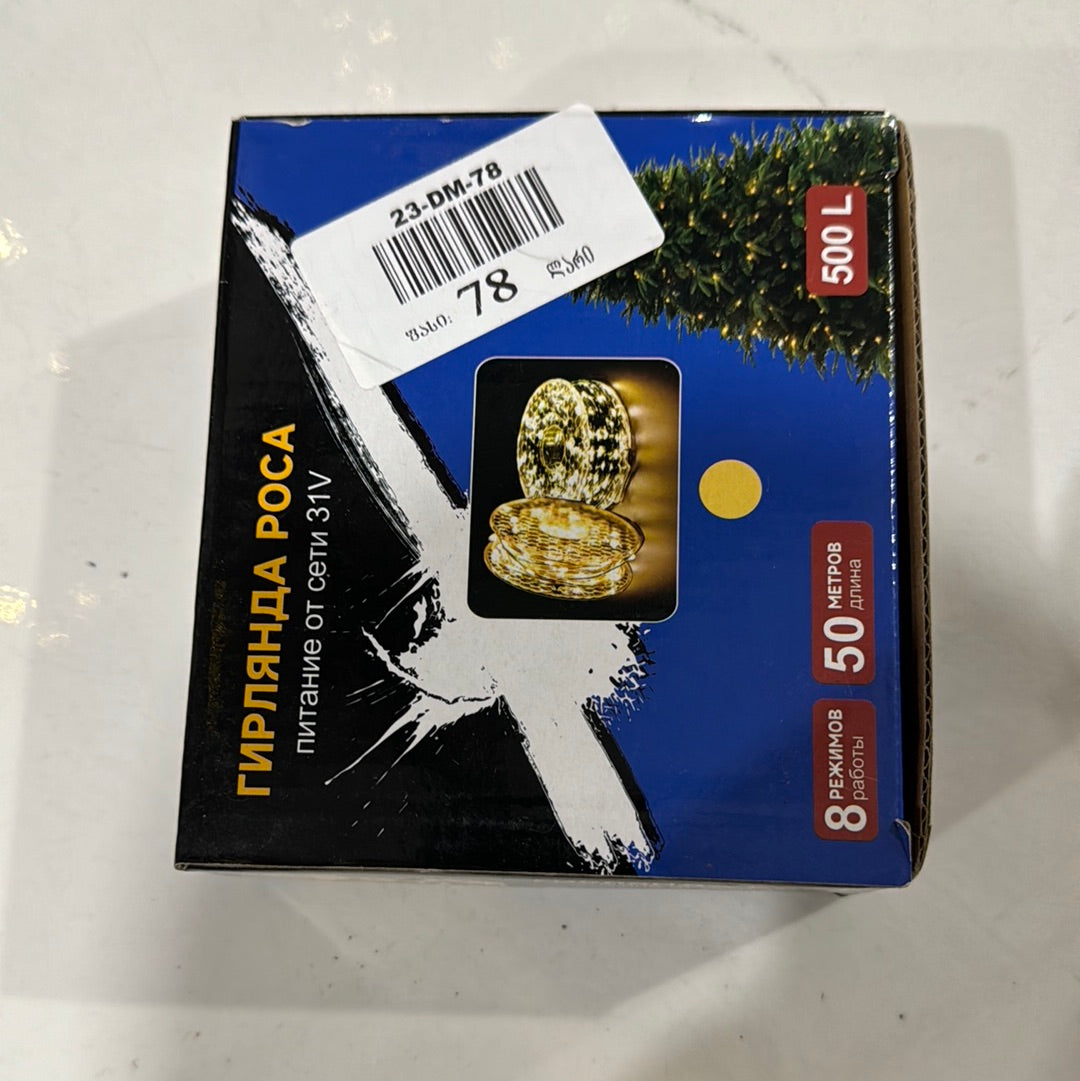 23-DM-78
ფასი: 78 ლარი
ГИРЛЯНДА РОСА
питание от сети 31V
500 L
50 МЕТРОВ
длина
8 РЕЖИМОВ
работы